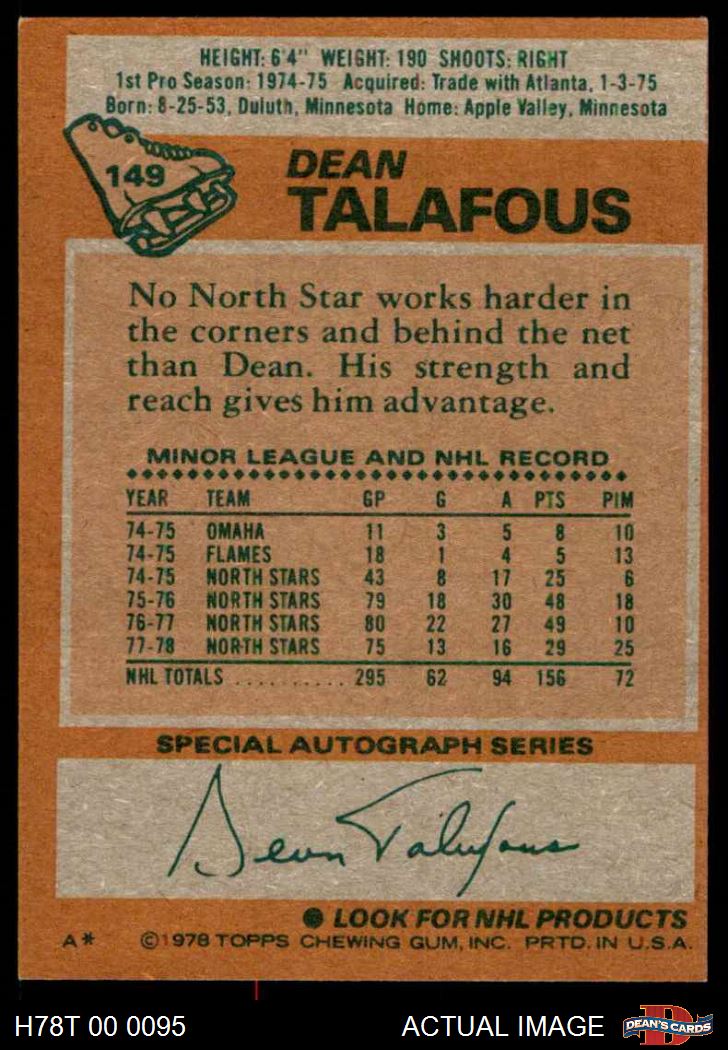 HEIGHT: 6'4" WEIGHT: 190 SHOOTS: RIGHT
1st Pro Season: 1974-75 Acquired: Trade with Atlanta, 1-3-75
Born: 8-25-53, Duluth, Minnesota Home: Apple Valley, Minnesota
149
DEAN
TALAFOUS
No North Star works harder in
the corners and behind the net
than Dean. His strength and
reach gives him advantage.
MINOR LEAGUE AND NHL RECORD
YEAR TEAM GP G A PTS PIM
74-75 OMAHA 11 3 5 8 10
74-75 FLAMES 18 1 4 5 13
74-75 NORTH STARS 43 8 17 25 6
75-76 NORTH STARS 79 18 30 48 18
76-77 NORTH STARS 80 22 27 49 10
77-78 NORTH STARS 75 13 16 29 25
NHL TOTALS .......... 295 62 94 156 72
SPECIAL AUTOGRAPH SERIES
Dean Talafous
● LOOK FOR NHL PRODUCTS
A* ©1978 TOPPS CHEWING GUM, INC. PRTD. IN U.S.A.
H78T 00 0095 ACTUAL IMAGE DEAN'S CARDS